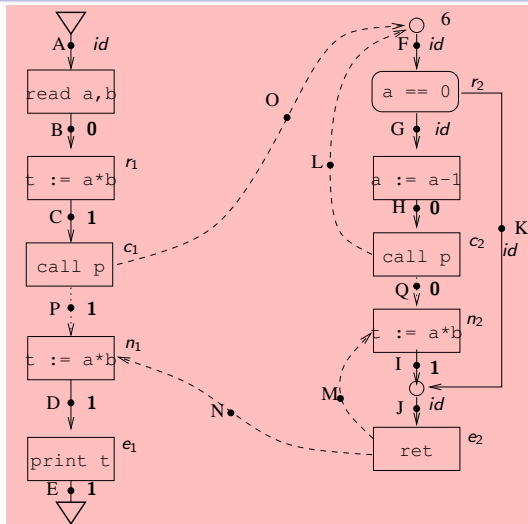 A id
read a,b
B 0
r1
t := a*b
C 1
c1
call p
P 1
n1
t := a*b
D 1
e1
print t
E 1
O
L
N
M
6
F id
r2
a == 0
G id
a := a-1
H 0
K
id
c2
call p
Q 0
n2
t := a*b
I 1
J id
e2
ret